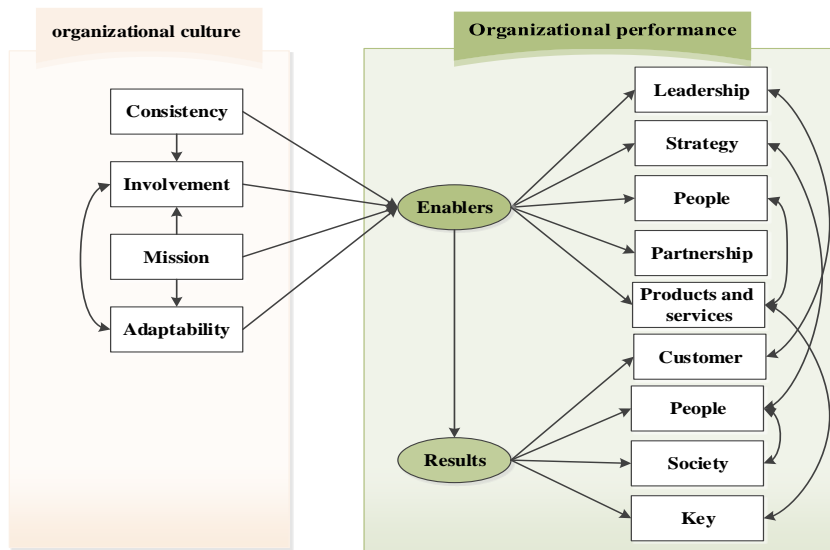 organizational culture
Organizational performance
Consistency
Involvement
Mission
Adaptability
Enablers
Results
Leadership
Strategy
People
Partnership
Products and
services
Customer
People
Society
Key